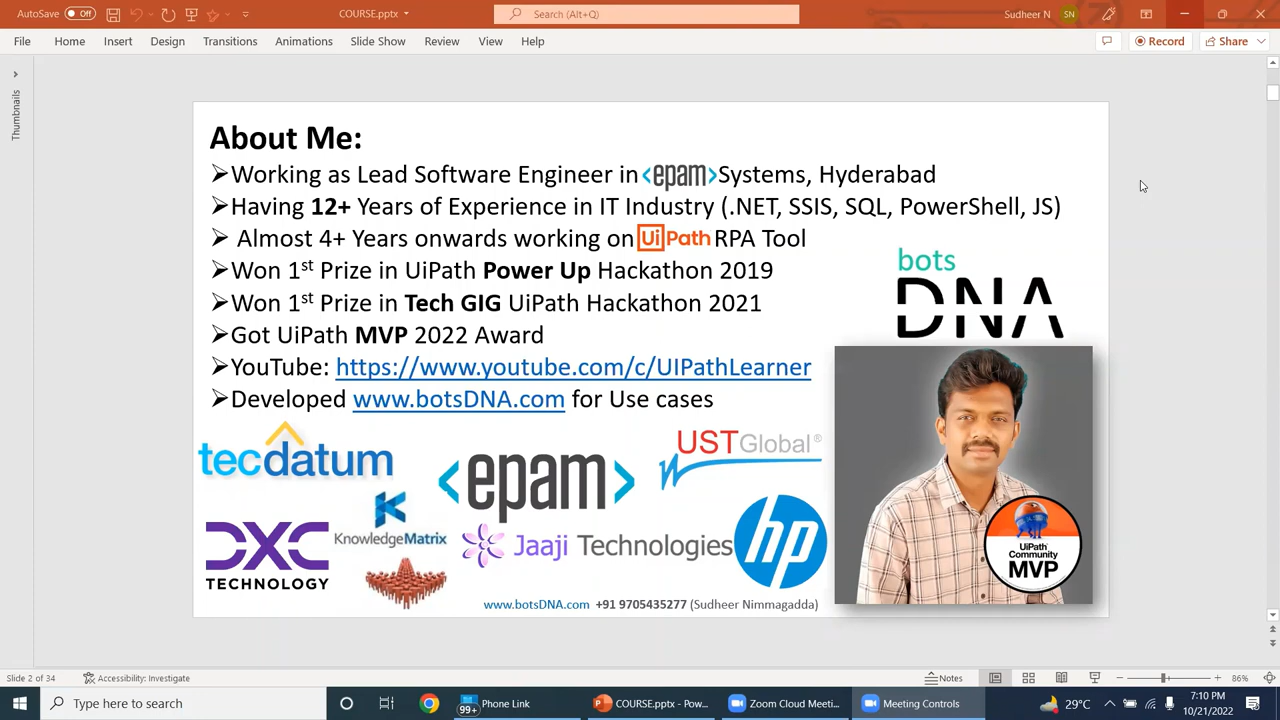 AutoSave Off COURSE.pptx Search (Alt+Q) Sudheer N SN
File Home Insert Design Transitions Animations Slide Show Review View Help Record Share
Thumbnails
About Me:
➢Working as Lead Software Engineer in <epam> Systems, Hyderabad
➢Having 12+ Years of Experience in IT Industry (.NET, SSIS, SQL, PowerShell, JS)
➢ Almost 4+ Years onwards working on UiPath RPA Tool
➢Won 1st Prize in UiPath Power Up Hackathon 2019
➢Won 1st Prize in Tech GIG UiPath Hackathon 2021
➢Got UiPath MVP 2022 Award
➢YouTube: https://www.youtube.com/c/UIPathLearner
➢Developed www.botsDNA.com for Use cases
bots
DNA
tecdatum
<epam>
USTGlobal®
DXC
TECHNOLOGY
KnowledgeMatrix
Jaaji Technologies
hp
UiPath
Community
MVP
www.botsDNA.com +91 9705435277 (Sudheer Nimmagadda)
Slide 2 of 34 Accessibility: Investigate Notes 86%
Type here to search 99+ Phone Link COURSE.pptx - Pow... Zoom Cloud Meeti... Meeting Controls 29°C 7:10 PM
10/21/2022